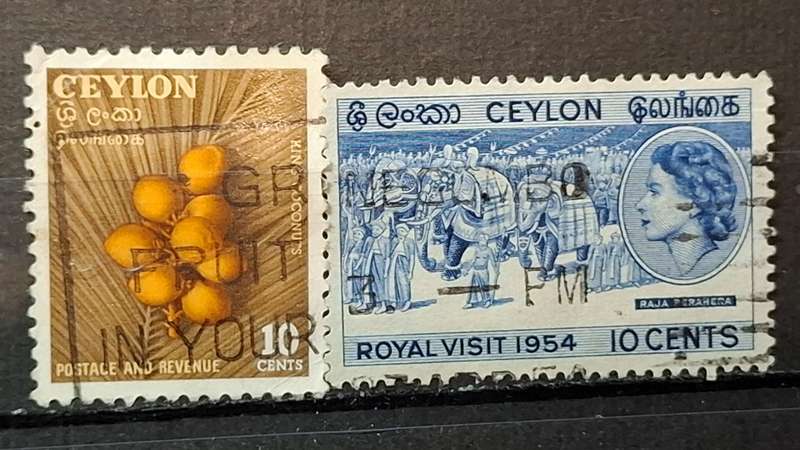 CEYLON
ශ්‍රී ලංකා
இலங்கை
KING COCONUTS
10
CENTS
POSTAGE AND REVENUE
ශ්‍රී ලංකා CEYLON இலங்கை
RAJA PERAHERA
ROYAL VISIT 1954 10 CENTS
NEGOMBO
FRUIT
3. — PM
IN YOUR